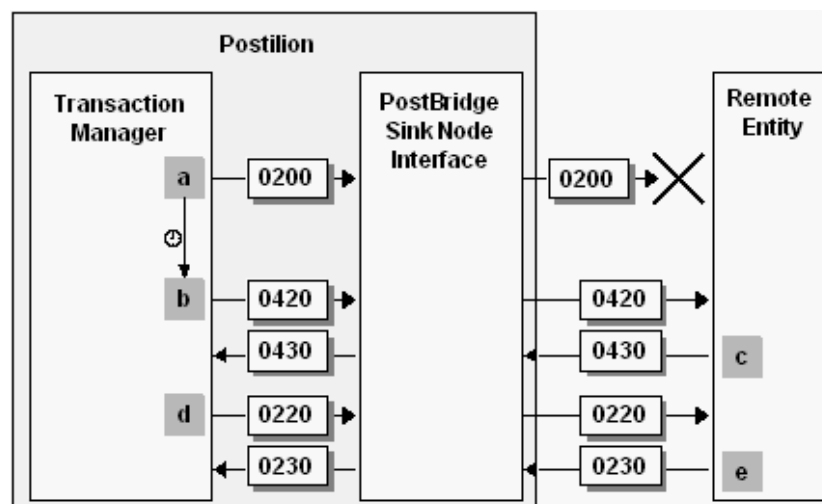 Postilion
Transaction
Manager
PostBridge
Sink Node
Interface
Remote
Entity
a
0200
0200
b
0420
0420
0430
0430
c
d
0220
0220
0230
0230
e